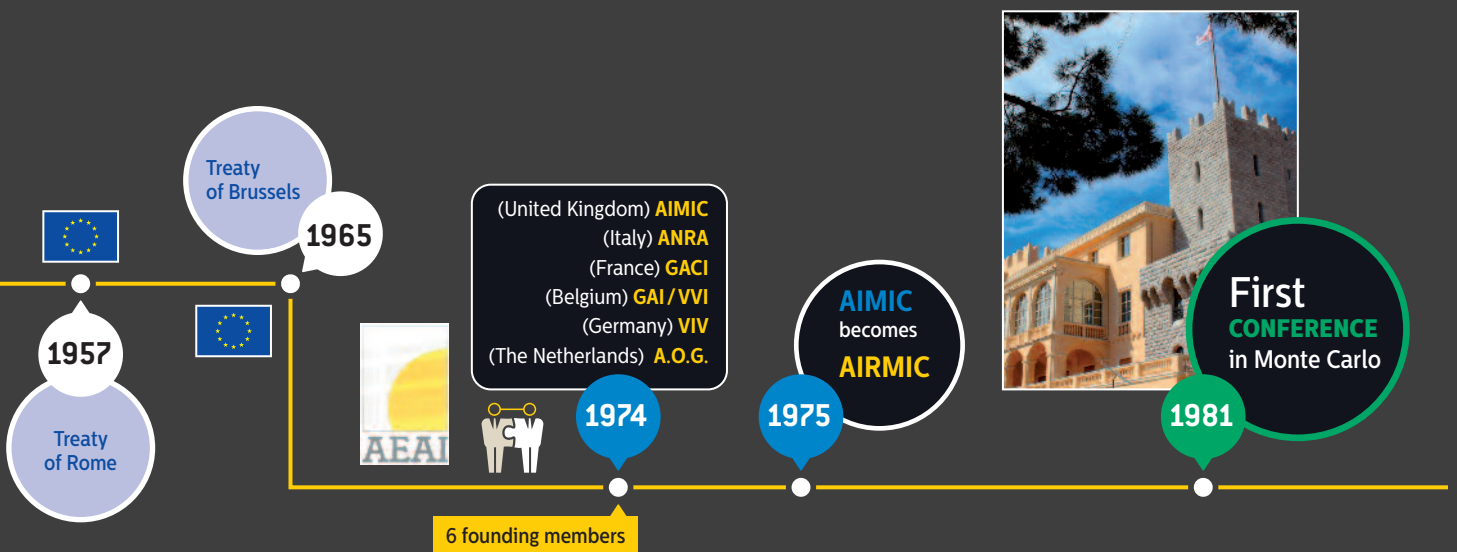 Treaty
of Brussels
1965
1957
Treaty
of Rome
AEAI
(United Kingdom) AIMIC
(Italy) ANRA
(France) GACI
(Belgium) GAI / VVI
(Germany) VIV
(The Netherlands) A.O.G.
1974
6 founding members
AIMIC
becomes
AIRMIC
1975
First
CONFERENCE
in Monte Carlo
1981